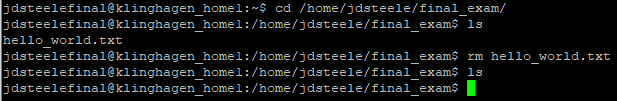 jdsteelefinal@klinghagen_home1:~$ cd /home/jdsteele/final_exam/
jdsteelefinal@klinghagen_home1:/home/jdsteele/final_exam$ ls
hello_world.txt
jdsteelefinal@klinghagen_home1:/home/jdsteele/final_exam$ rm hello_world.txt
jdsteelefinal@klinghagen_home1:/home/jdsteele/final_exam$ ls
jdsteelefinal@klinghagen_home1:/home/jdsteele/final_exam$